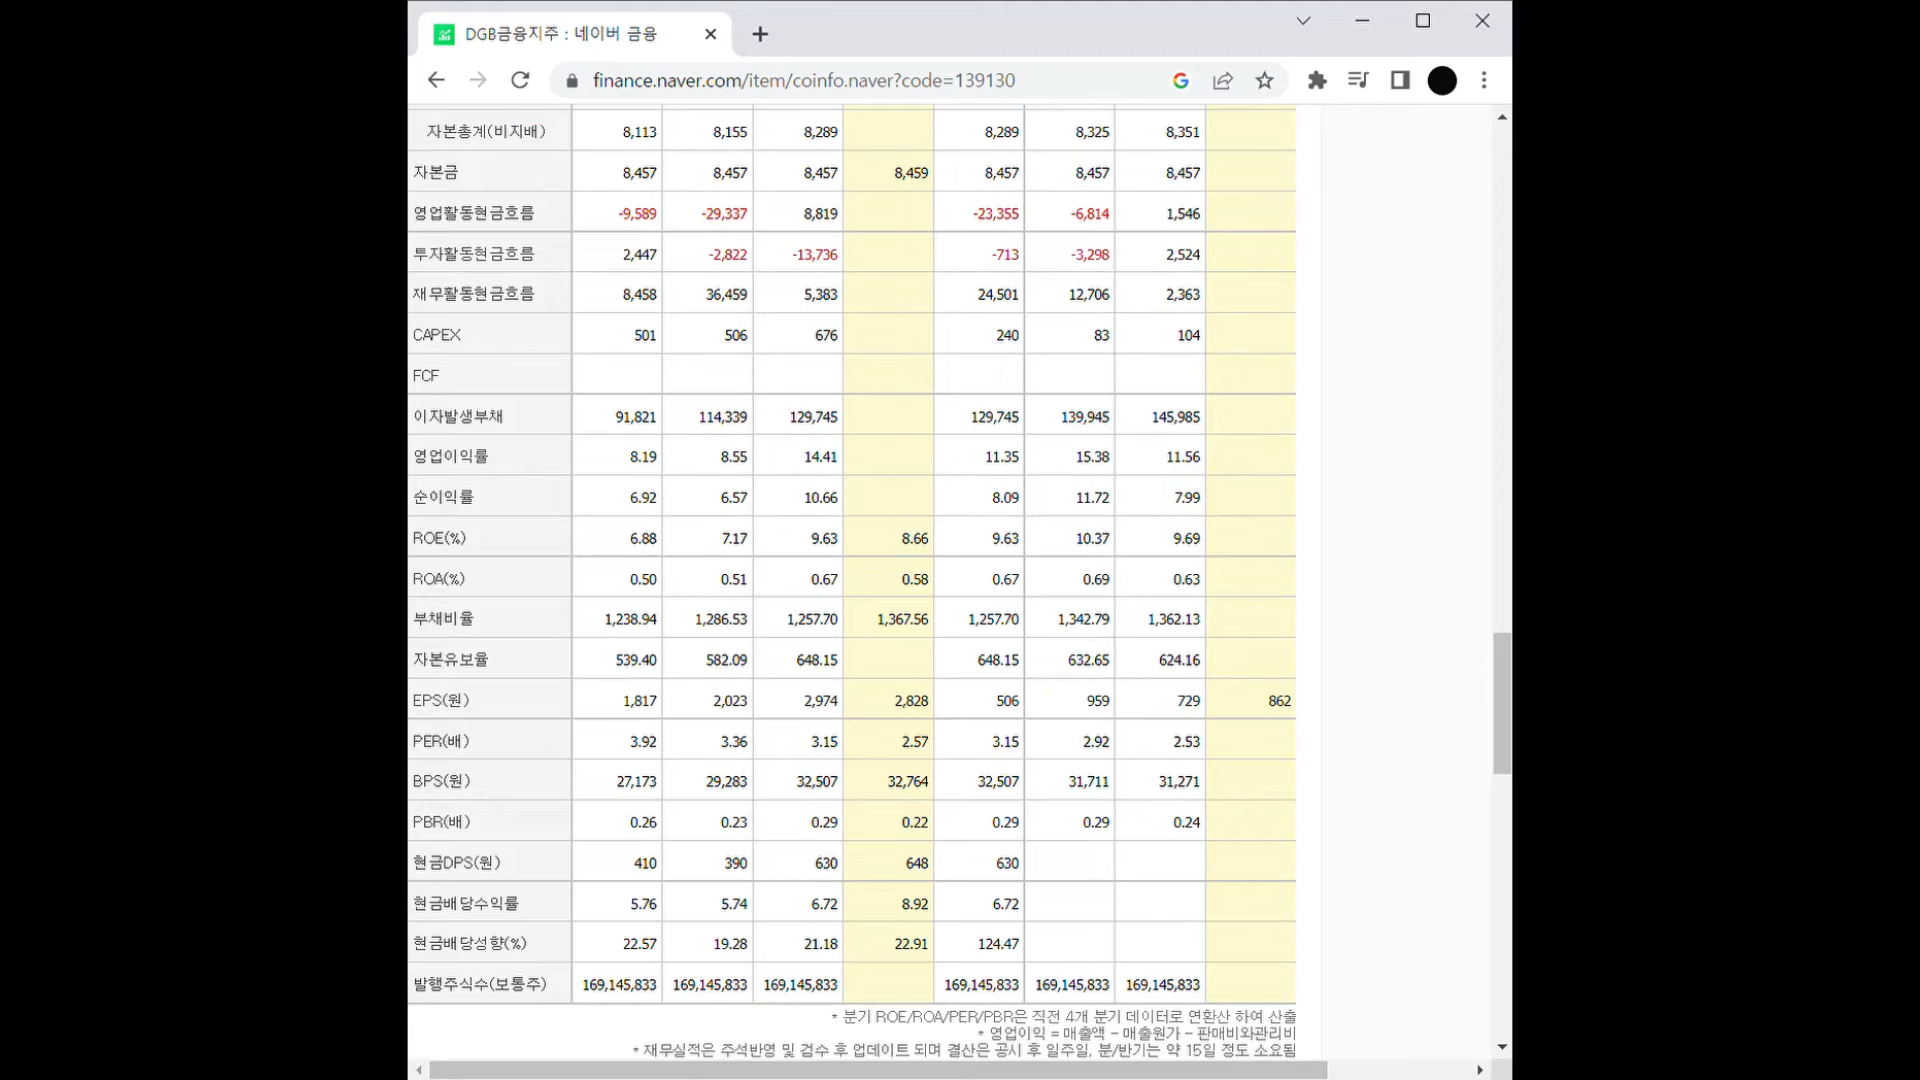 DGB금융지주 : 네이버 금융
finance.naver.com/item/coinfo.naver?code=139130
자본총계(비지배) 8,113 8,155 8,289 8,289 8,325 8,351
자본금 8,457 8,457 8,457 8,459 8,457 8,457 8,457
영업활동현금흐름 -9,589 -29,337 8,819 -23,355 -6,814 1,546
투자활동현금흐름 2,447 -2,822 -13,736 -713 -3,298 2,524
재무활동현금흐름 8,458 36,459 5,383 24,501 12,706 2,363
CAPEX 501 506 676 240 83 104
FCF
이자발생부채 91,821 114,339 129,745 129,745 139,945 145,985
영업이익률 8.19 8.55 14.41 11.35 15.38 11.56
순이익률 6.92 6.57 10.66 8.09 11.72 7.99
ROE(%) 6.88 7.17 9.63 8.66 9.63 10.37 9.69
ROA(%) 0.50 0.51 0.67 0.58 0.67 0.69 0.63
부채비율 1,238.94 1,286.53 1,257.70 1,367.56 1,257.70 1,342.79 1,362.13
자본유보율 539.40 582.09 648.15 648.15 632.65 624.16
EPS(원) 1,817 2,023 2,974 2,828 506 959 729 862
PER(배) 3.92 3.36 3.15 2.57 3.15 2.92 2.53
BPS(원) 27,173 29,283 32,507 32,764 32,507 31,711 31,271
PBR(배) 0.26 0.23 0.29 0.22 0.29 0.29 0.24
현금DPS(원) 410 390 630 648 630
현금배당수익률 5.76 5.74 6.72 8.92 6.72
현금배당성향(%) 22.57 19.28 21.18 22.91 124.47
발행주식수(보통주) 169,145,833 169,145,833 169,145,833 169,145,833 169,145,833 169,145,833
* 분기 ROE/ROA/PER/PBR은 직전 4개 분기 데이터로 연환산 하여 산출
* 영업이익 = 매출액 - 매출원가 - 판매비와관리비
* 재무실적은 주석반영 및 검수 후 업데이트 되며 결산은 공시 후 일주일, 분/반기는 약 15일 정도 소요됨